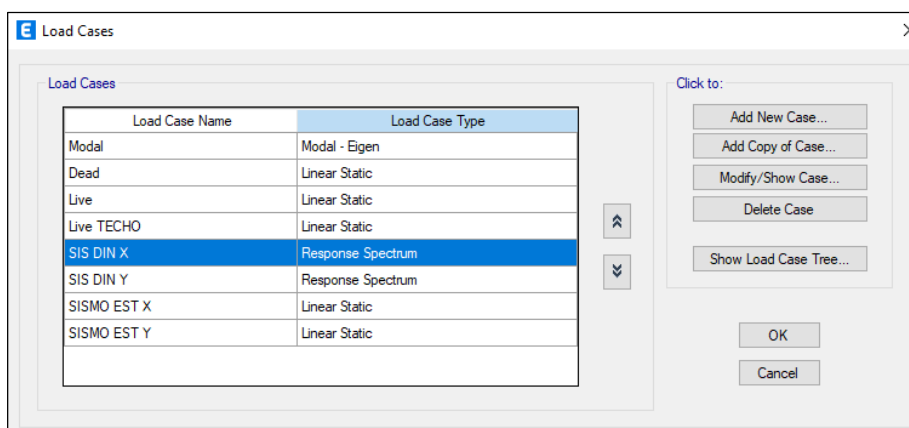 E Load Cases
Load Cases
Load Case Name Load Case Type
Modal Modal - Eigen
Dead Linear Static
Live Linear Static
Live TECHO Linear Static
SIS DIN X Response Spectrum
SIS DIN Y Response Spectrum
SISMO EST X Linear Static
SISMO EST Y Linear Static
Click to:
Add New Case...
Add Copy of Case...
Modify/Show Case...
Delete Case
Show Load Case Tree...
OK
Cancel